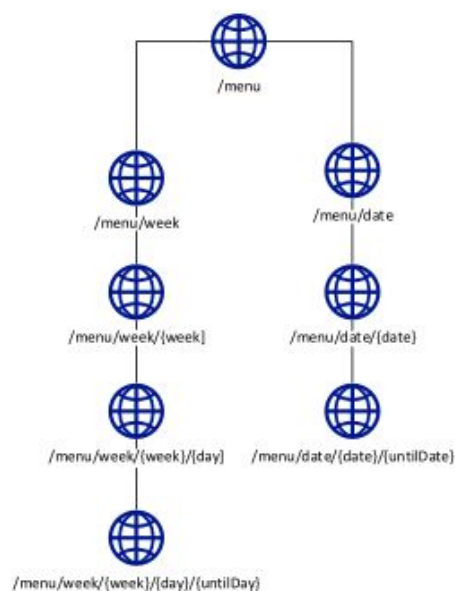 /menu
/menu/week
/menu/date
/menu/week/{week}
/menu/date/{date}
/menu/week/{week}/{day}
/menu/date/{date}/{untilDate}
/menu/week/{week}/{day}/{untilDay}